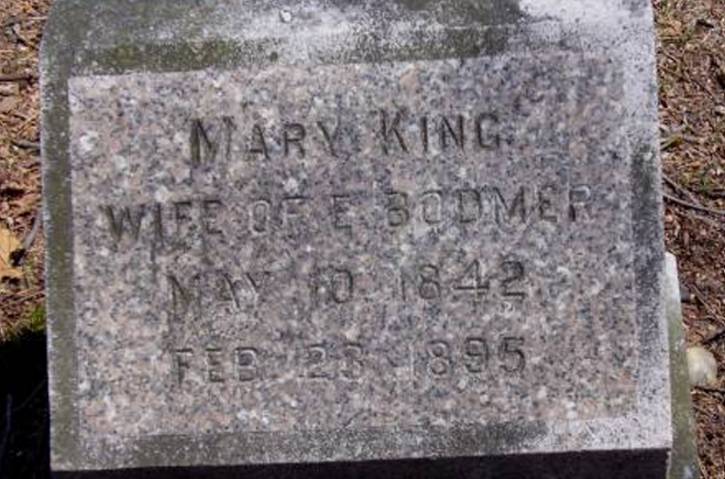 MARY KING
WIFE OF E BODMER
MAY 10 1842
FEB 23 1895